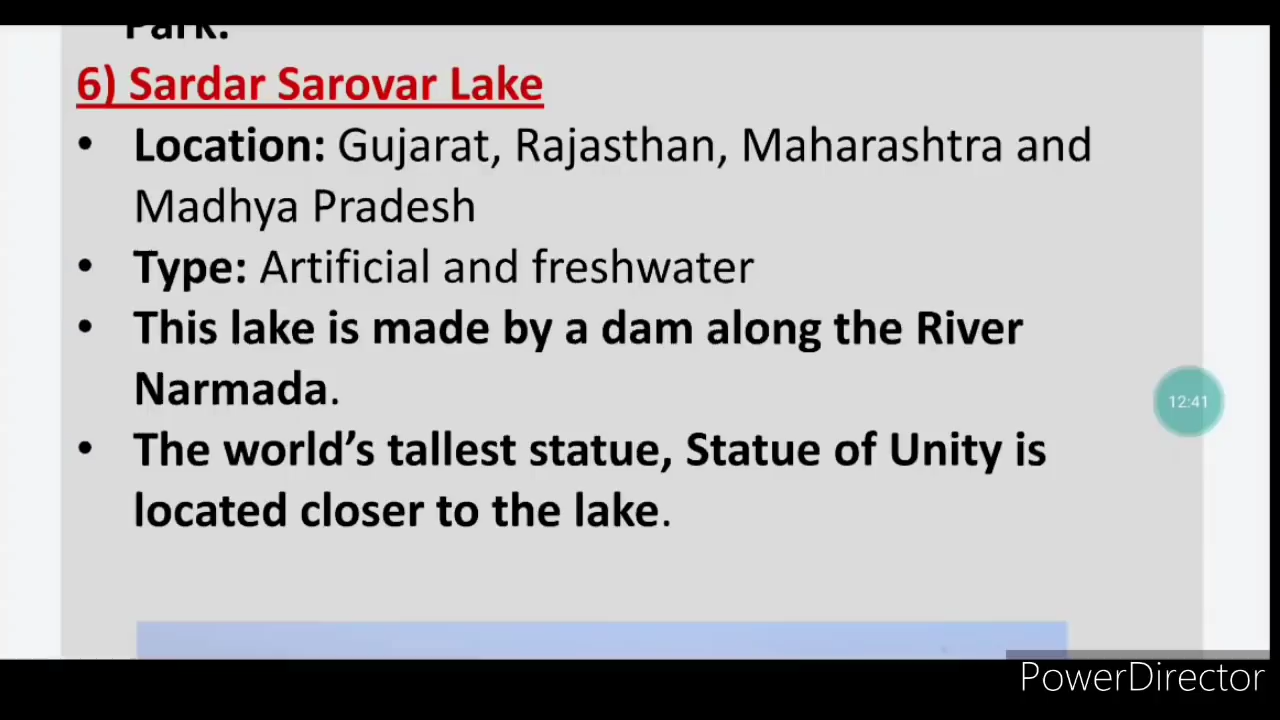 Park.
6) Sardar Sarovar Lake
• Location: Gujarat, Rajasthan, Maharashtra and
Madhya Pradesh
• Type: Artificial and freshwater
• This lake is made by a dam along the River
Narmada.
• The world’s tallest statue, Statue of Unity is
located closer to the lake.
12:41
PowerDirector